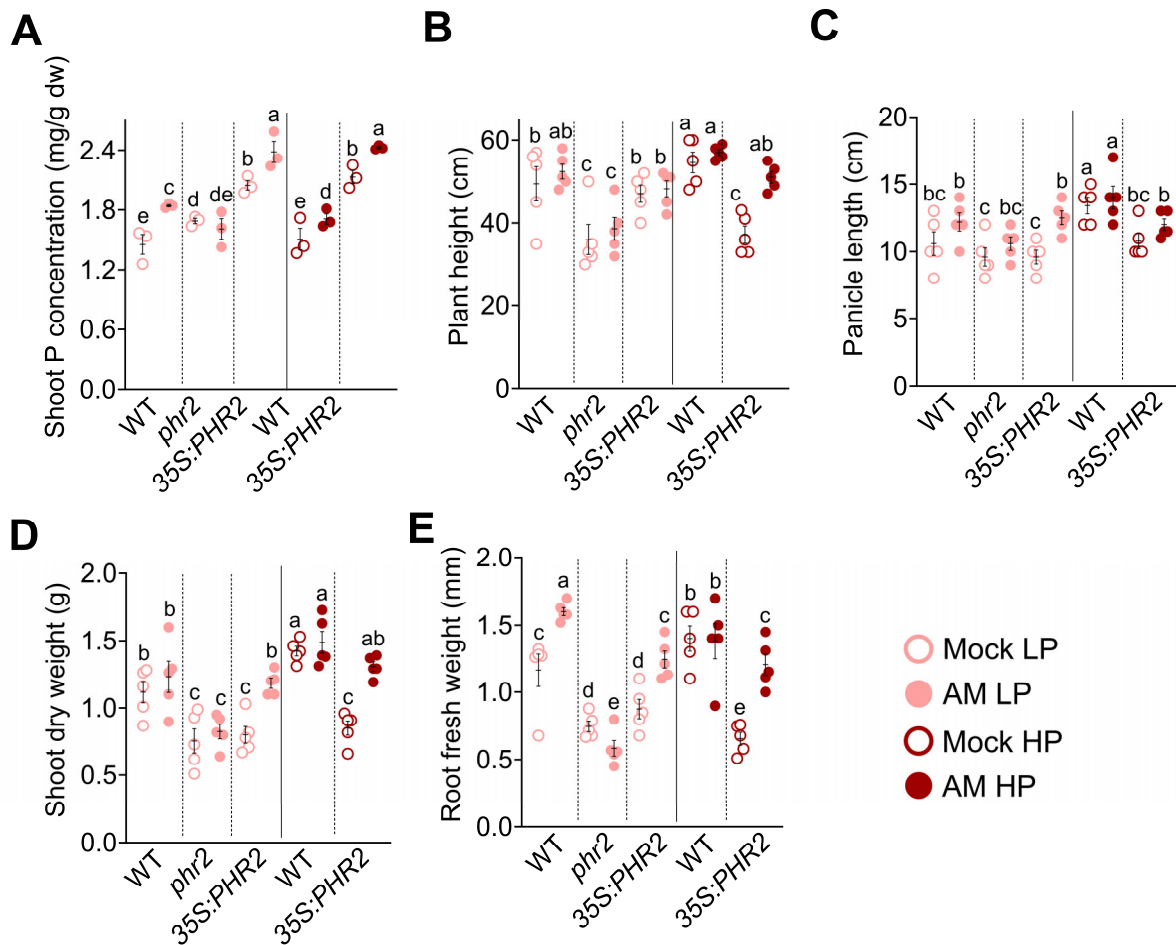 A
Shoot P concentration (mg/g dw)
2.4
1.8
1.2
0.6
0.0
e
c
d
de
b
a
e
d
b
a
WT
phr2
35S:PHR2
WT
35S:PHR2
B
Plant height (cm)
60
40
20
0
b
ab
c
c
b
b
a
a
c
ab
WT
phr2
35S:PHR2
WT
35S:PHR2
C
Panicle length (cm)
20
15
10
5
0
bc
b
c
bc
c
b
a
a
bc
b
WT
phr2
35S:PHR2
WT
35S:PHR2
D
Shoot dry weight (g)
2.0
1.5
1.0
0.5
0.0
b
b
c
c
c
b
a
a
c
ab
WT
phr2
35S:PHR2
WT
35S:PHR2
E
Root fresh weight (mm)
2.0
1.5
1.0
0.5
0.0
c
a
d
e
d
c
b
b
e
c
WT
phr2
35S:PHR2
WT
35S:PHR2
Mock LP
AM LP
Mock HP
AM HP